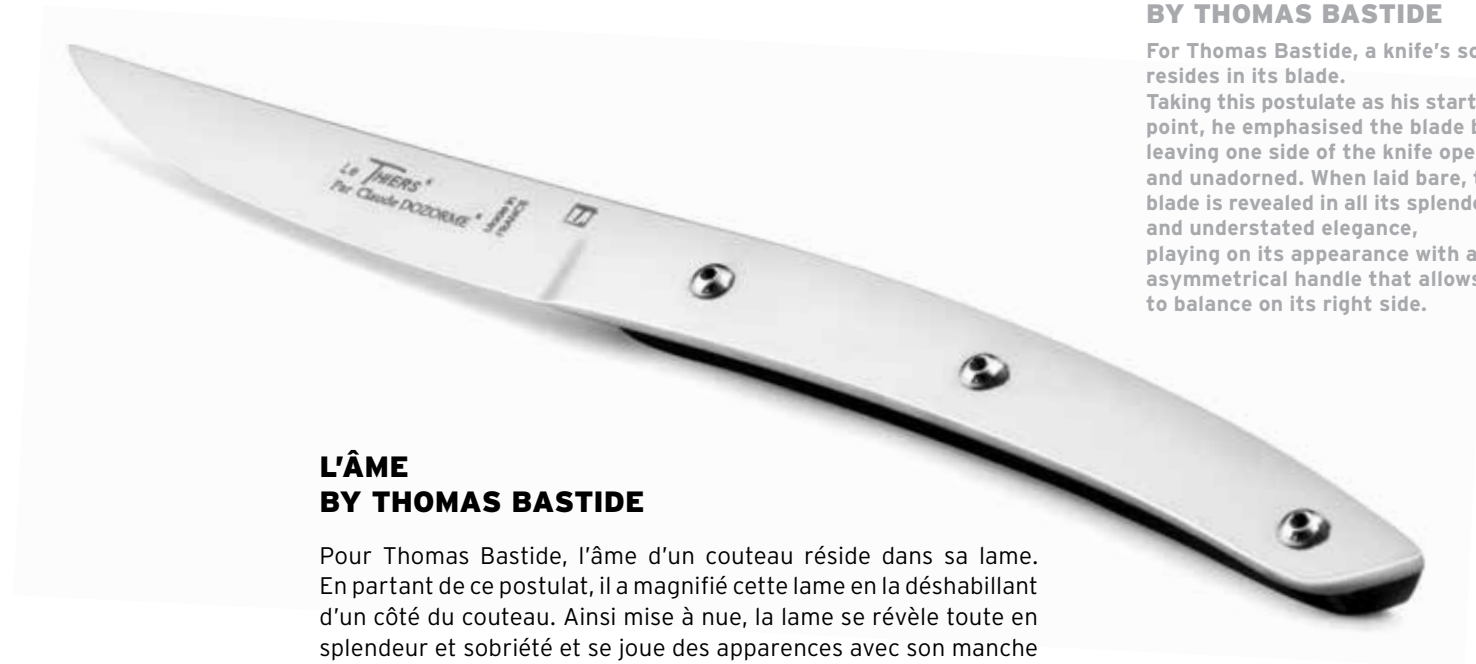 BY THOMAS BASTIDE
For Thomas Bastide, a knife's
resides in its blade.
Taking this postulate as his
point, he emphasised the blade
leaving one side of the knife
and unadorned. When laid bare,
blade is revealed in all its
and understated elegance,
playing on its appearance with
asymmetrical handle that
to balance on its right side.
Le THIERS®
Par Claude DOZORME®
Made in
FRANCE
L'ÂME
BY THOMAS BASTIDE
Pour Thomas Bastide, l'âme d'un couteau réside dans sa lame.
En partant de ce postulat, il a magnifié cette lame en la déshabillant
d'un côté du couteau. Ainsi mise à nue, la lame se révèle toute en
splendeur et sobriété et se joue des apparences avec son manche